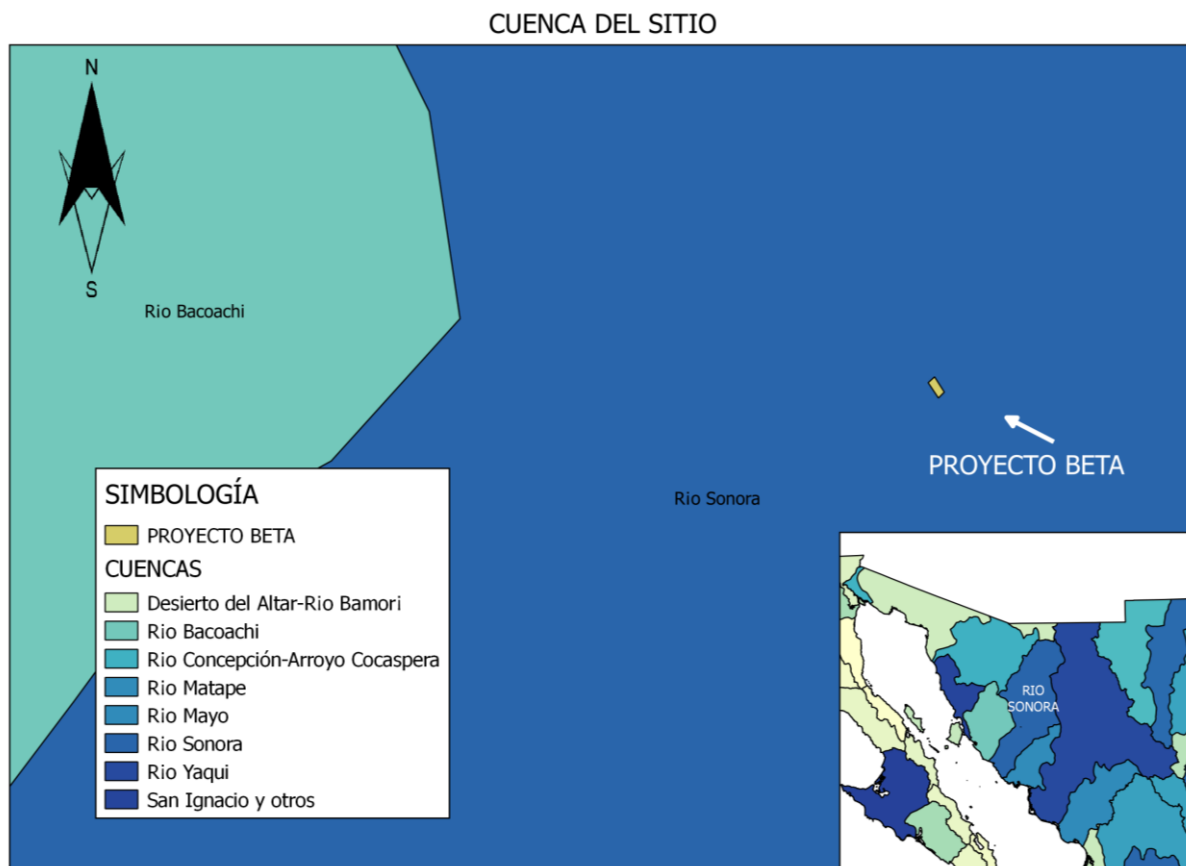 CUENCA DEL SITIO
N
S
Rio Bacoachi
PROYECTO BETA
Rio Sonora
SIMBOLOGÍA
PROYECTO BETA
CUENCAS
Desierto del Altar-Rio Bamori
Rio Bacoachi
Rio Concepción-Arroyo Cocaspera
Rio Matape
Rio Mayo
Rio Sonora
Rio Yaqui
San Ignacio y otros
RIO
SONORA